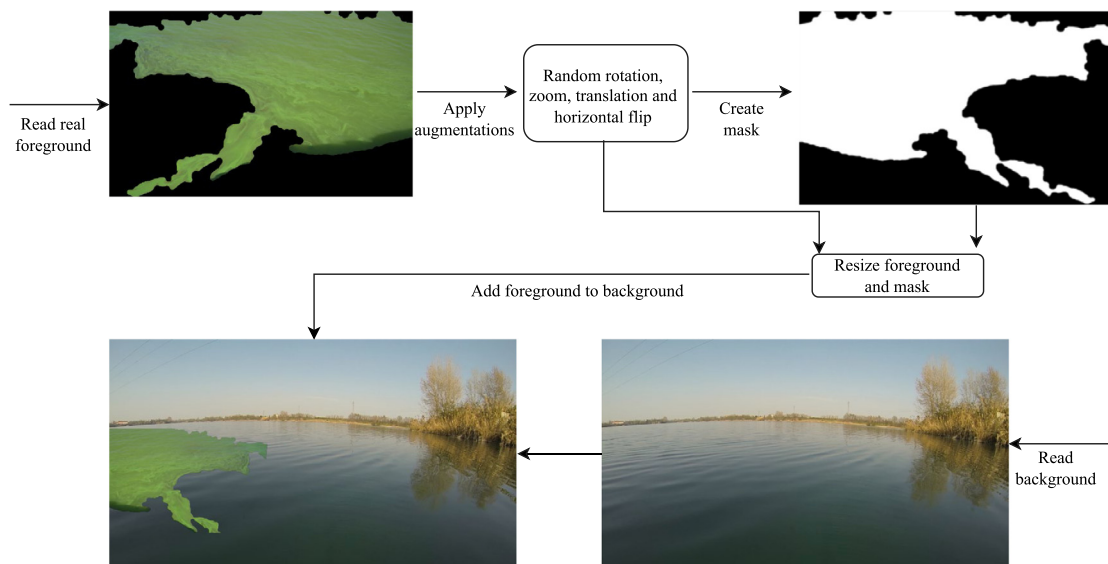 Read real
foreground
Apply
augmentations
Random rotation,
zoom, translation and
horizontal flip
Create
mask
Resize foreground
and mask
Add foreground to background
Read
background